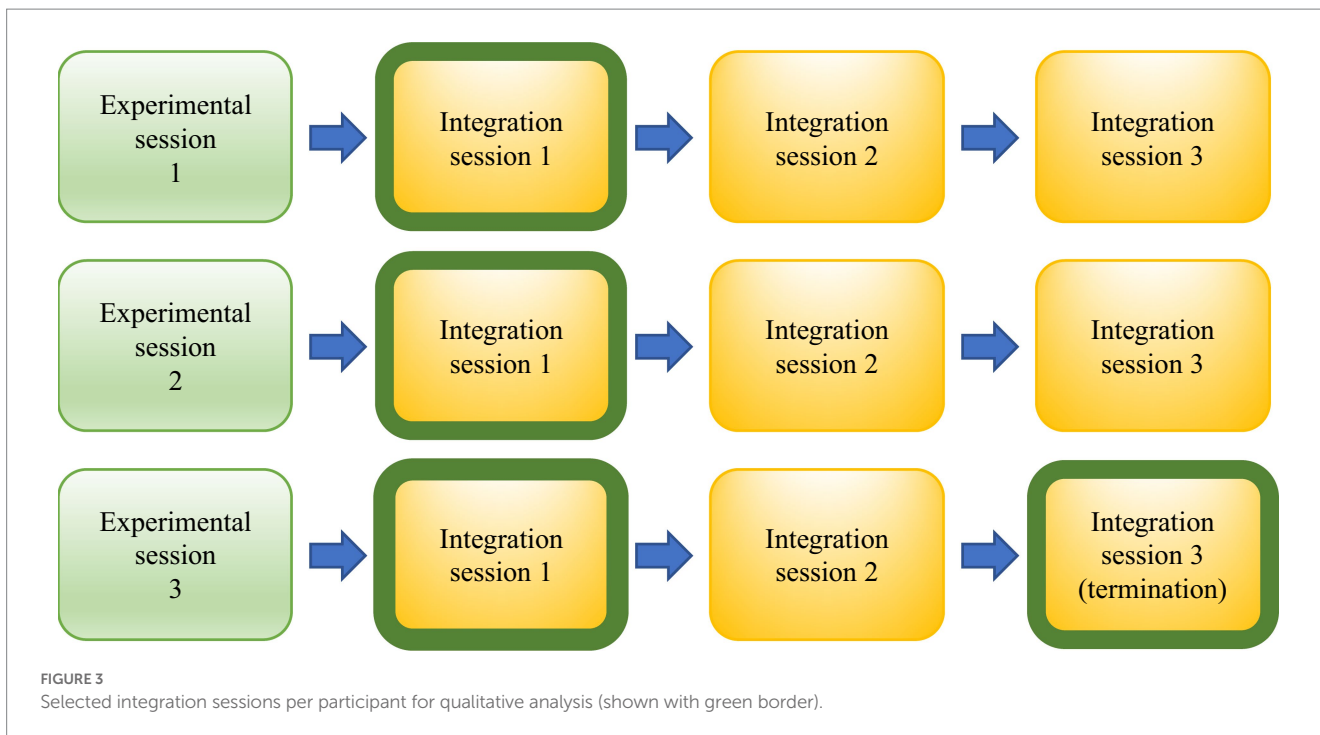 Experimental
session
1
Integration
session 1
Integration
session 2
Integration
session 3
Experimental
session
2
Integration
session 1
Integration
session 2
Integration
session 3
Experimental
session
3
Integration
session 1
Integration
session 2
Integration
session 3
(termination)
FIGURE 3
Selected integration sessions per participant for qualitative analysis (shown with green border).